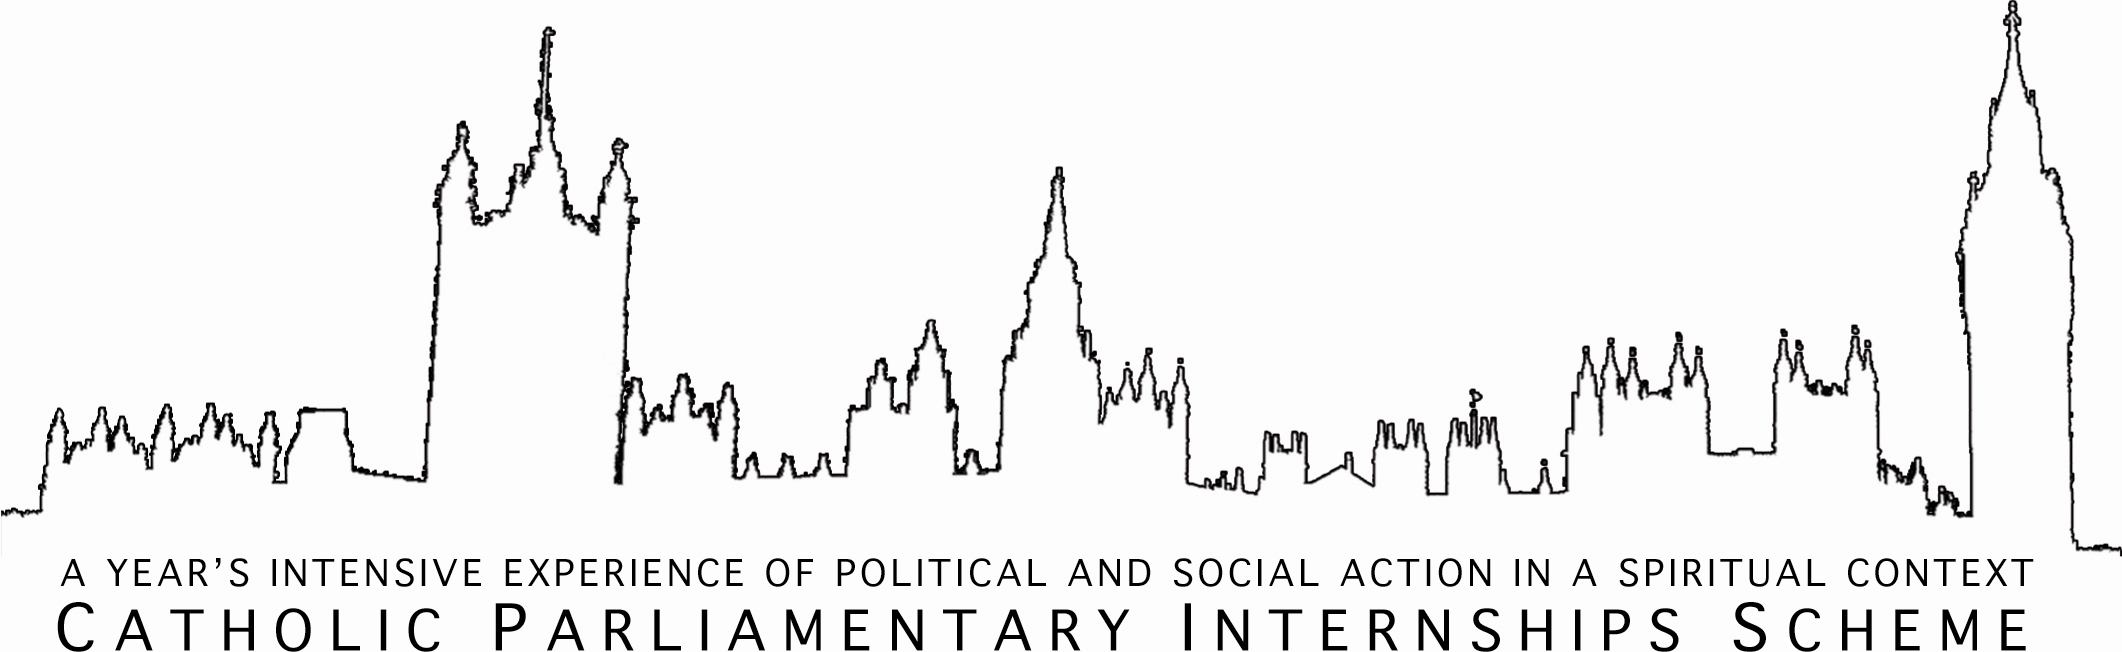 A YEAR’S INTENSIVE EXPERIENCE OF POLITICAL AND SOCIAL ACTION IN A SPIRITUAL CONTEXT
CATHOLIC PARLIAMENTARY INTERNSHIPS SCHEME